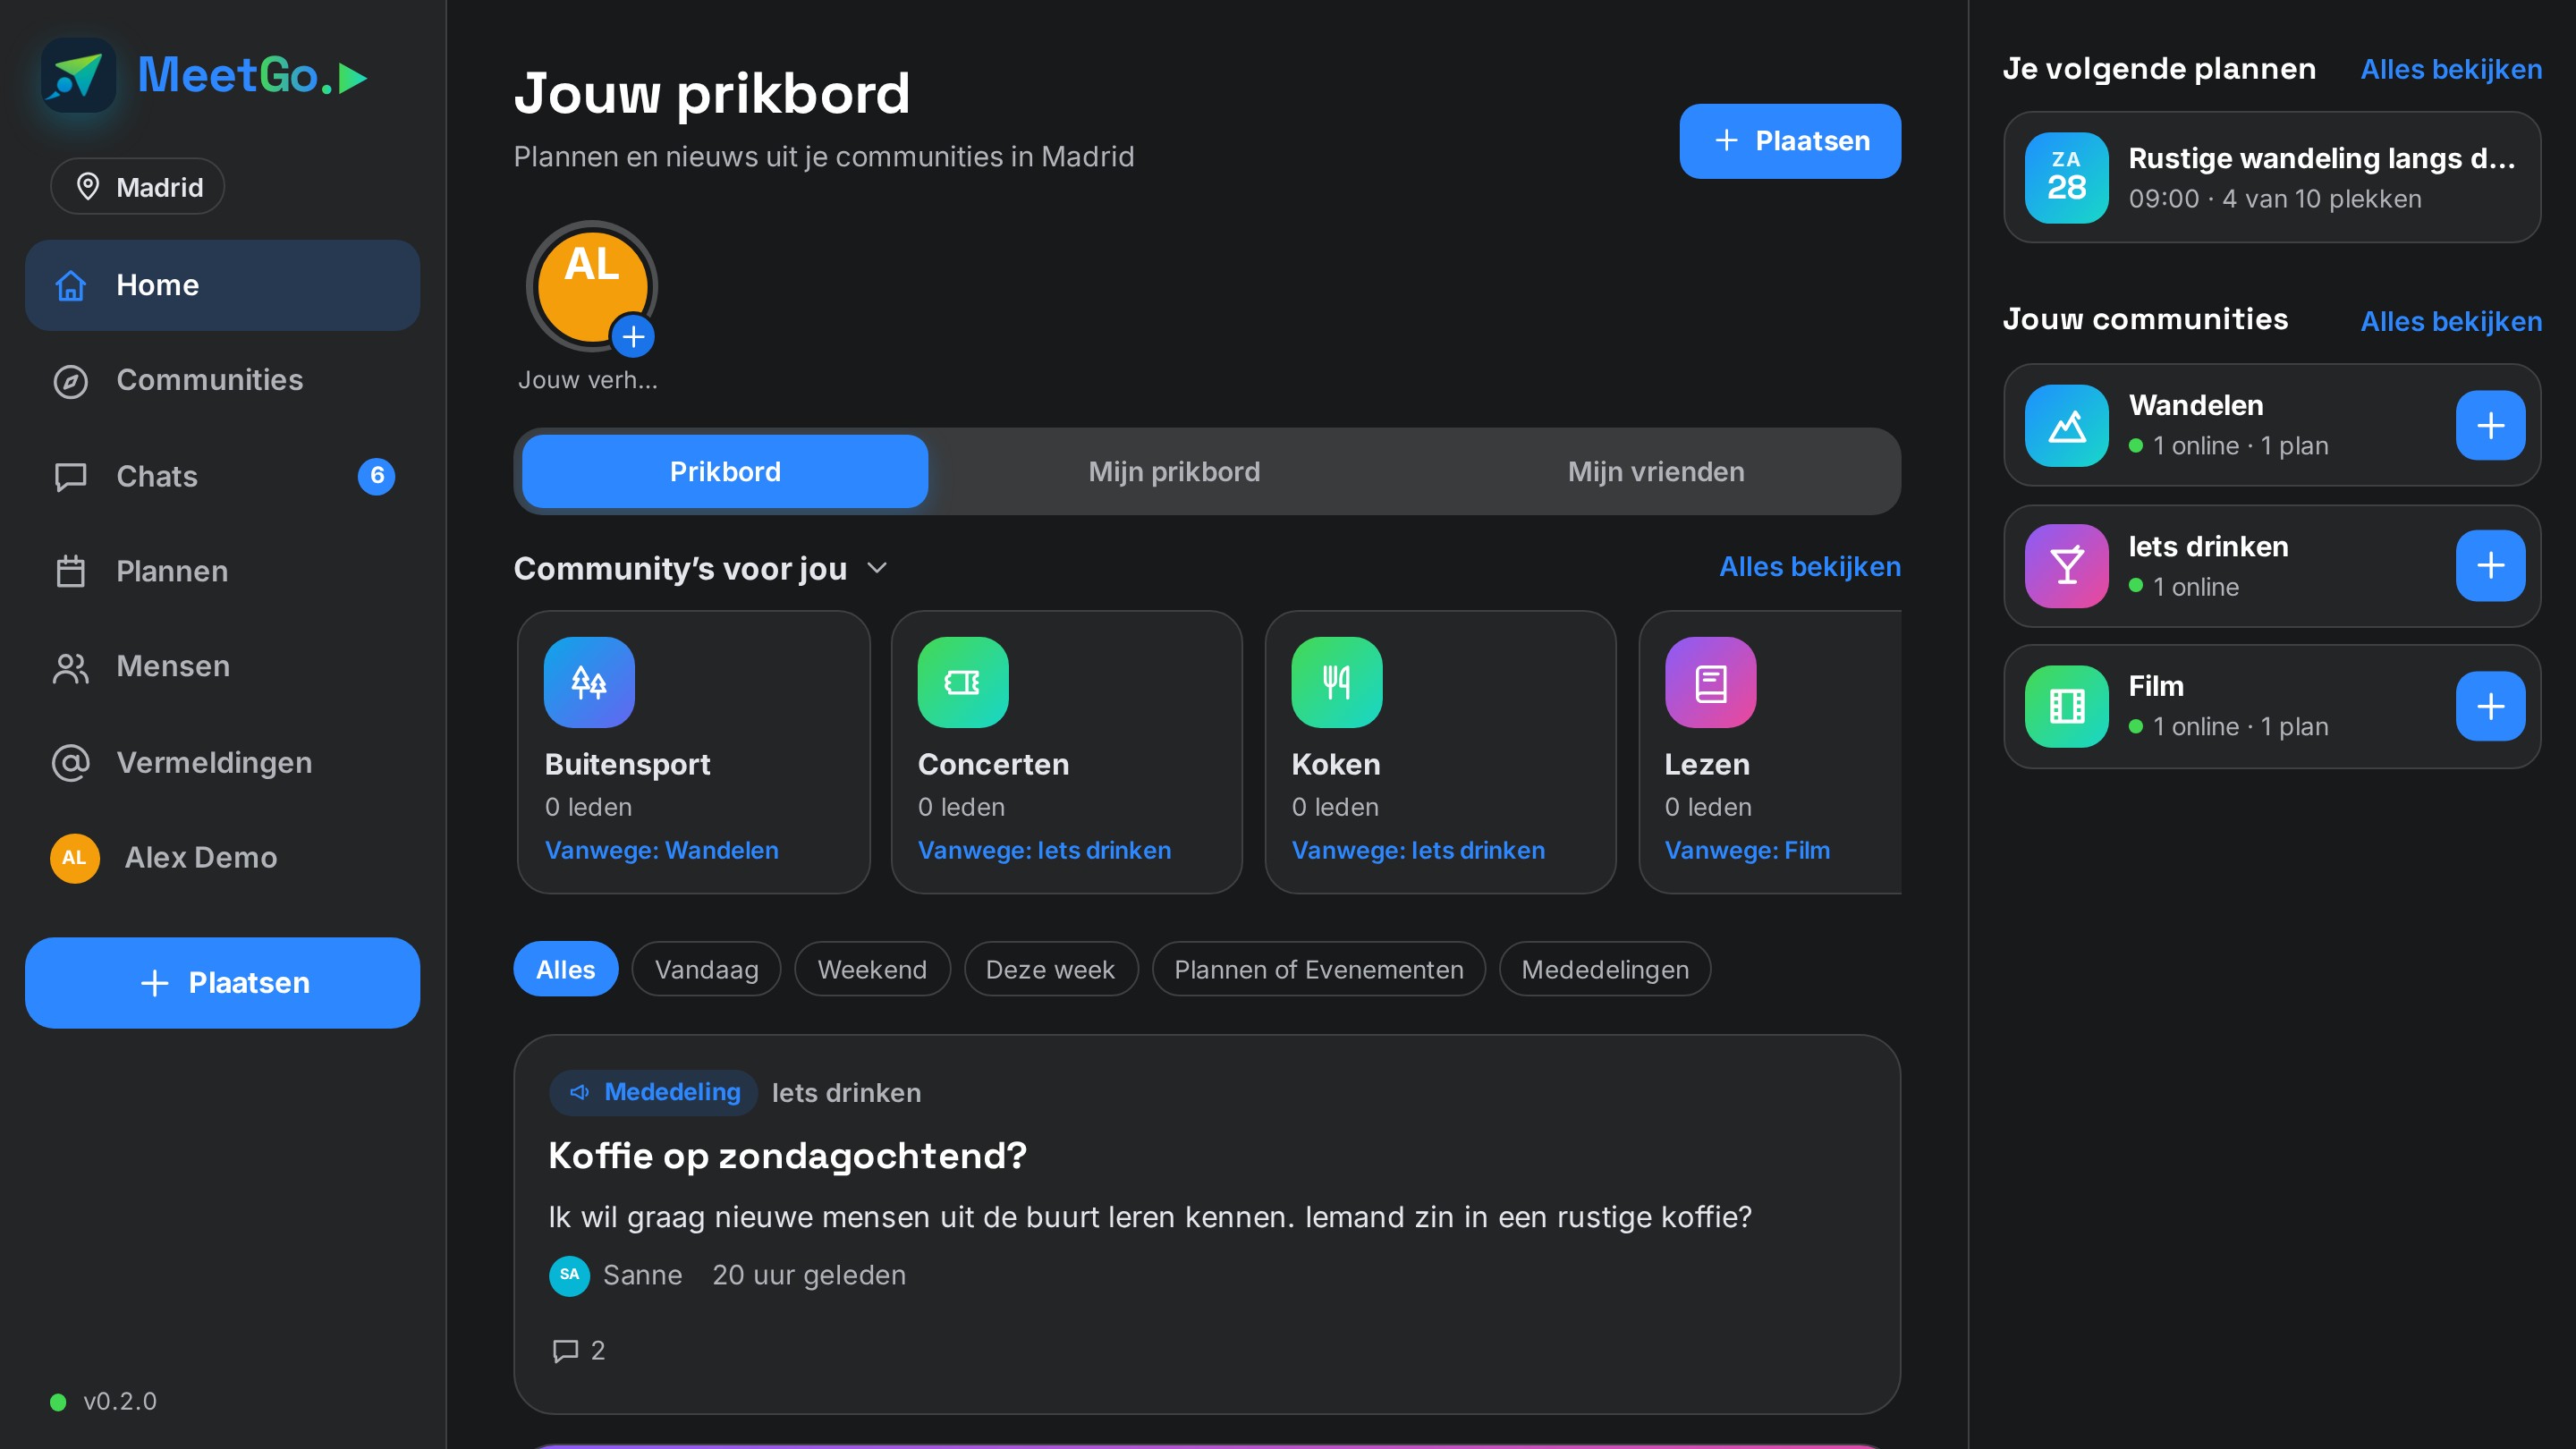 MeetGo.
Madrid
Home
Communities
Chats
6
Plannen
Mensen
Vermeldingen
AL
Alex Demo
Plaatsen
v0.2.0
Jouw prikbord
Plannen en nieuws uit je communities in Madrid
Plaatsen
AL
Jouw verh...
Prikbord
Mijn prikbord
Mijn vrienden
Community's voor jou
Alles bekijken
Buitensport
0 leden
Vanwege: Wandelen
Concerten
0 leden
Vanwege: Iets drinken
Koken
0 leden
Vanwege: Iets drinken
Lezen
0 leden
Vanwege: Film
Alles
Vandaag
Weekend
Deze week
Plannen of Evenementen
Mededelingen
Mededeling
Iets drinken
Koffie op zondagochtend?
Ik wil graag nieuwe mensen uit de buurt leren kennen. Iemand zin in een rustige koffie?
SA
Sanne
20 uur geleden
2
Je volgende plannen
Alles bekijken
ZA
28
Rustige wandeling langs d...
09:00 · 4 van 10 plekken
Jouw communities
Alles bekijken
Wandelen
1 online · 1 plan
Iets drinken
1 online
Film
1 online · 1 plan